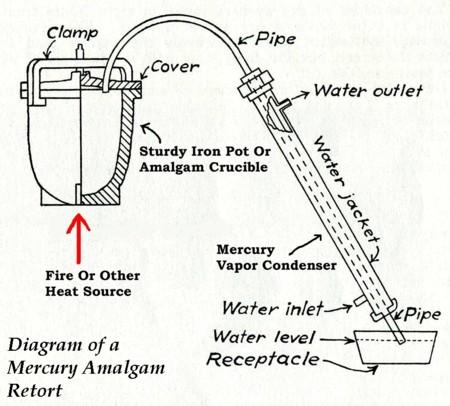 Clamp
Pipe
Cover
Water outlet
Sturdy Iron Pot Or
Amalgam Crucible
Water jacket
Mercury
Vapor Condenser
Fire Or Other
Heat Source
Water inlet
Pipe
Water level
Receptacle
Diagram of a
Mercury Amalgam
Retort